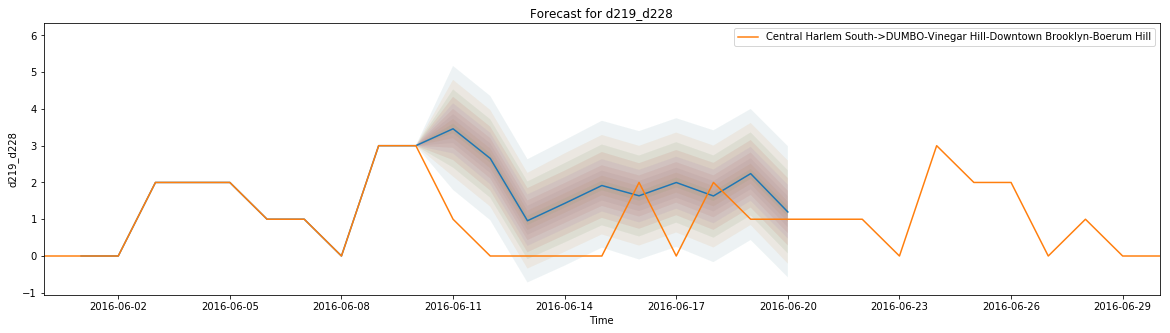 Forecast for d219_d228
Central Harlem South->DUMBO-Vinegar Hill-Downtown Brooklyn-Boerum Hill
d219_d228
6
5
4
3
2
1
0
−1
2016-06-02 2016-06-05 2016-06-08 2016-06-11 2016-06-14 2016-06-17 2016-06-20 2016-06-23 2016-06-26 2016-06-29
Time